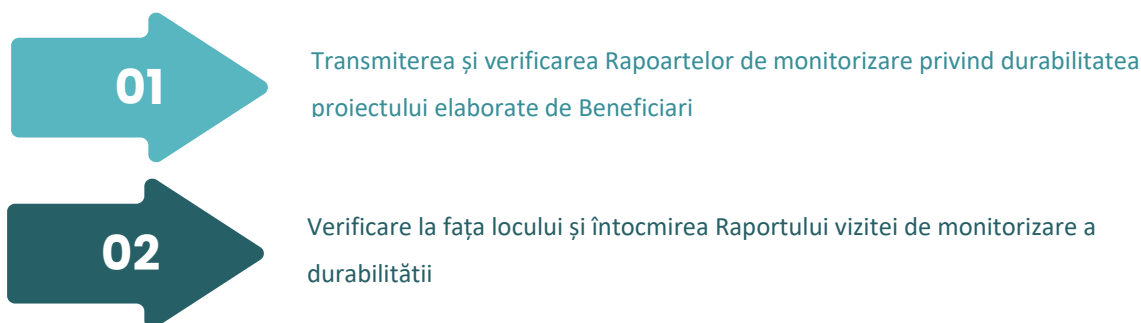 01
Transmiterea și verificarea Rapoartelor de monitorizare privind durabilitatea
proiectului elaborate de Beneficiari
02
Verificare la fața locului și întocmirea Raportului vizitei de monitorizare a
durabilității